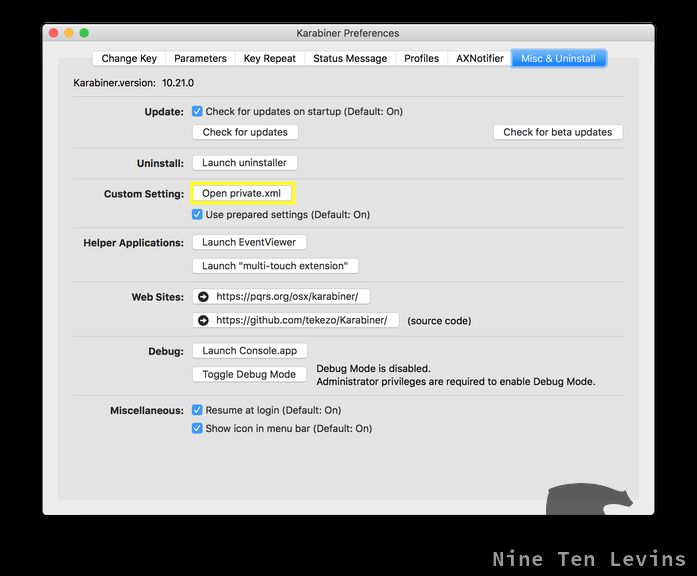 Karabiner Preferences
Change Key Parameters Key Repeat Status Message Profiles AXNotifier Misc & Uninstall
Karabiner.version: 10.21.0
Update: Check for updates on startup (Default: On)
Check for updates Check for beta updates
Uninstall: Launch uninstaller
Custom Setting: Open private.xml
Use prepared settings (Default: On)
Helper Applications: Launch EventViewer
Launch "multi-touch extension"
Web Sites: https://pqrs.org/osx/karabiner/
https://github.com/tekezo/Karabiner/ (source code)
Debug: Launch Console.app
Toggle Debug Mode Debug Mode is disabled.
Administrator privileges are required to enable Debug Mode.
Miscellaneous: Resume at login (Default: On)
Show icon in menu bar (Default: On)
Nine Ten Levins